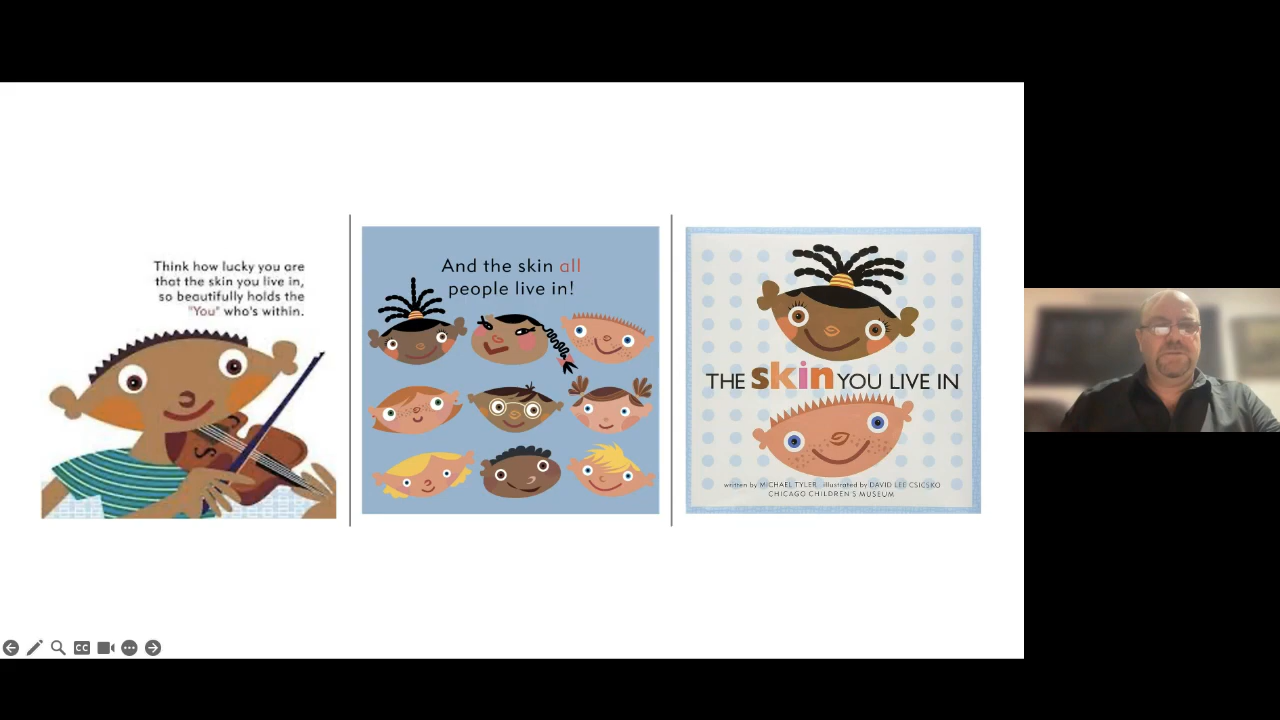 Think how lucky you are
that the skin you live in,
so beautifully holds the
"You" who's within.
And the skin all
people live in!
THE skin YOU LIVE IN
written by MICHAEL TYLER illustrated by DAVID LEE CSICSKO
CHICAGO CHILDREN'S MUSEUM
CC